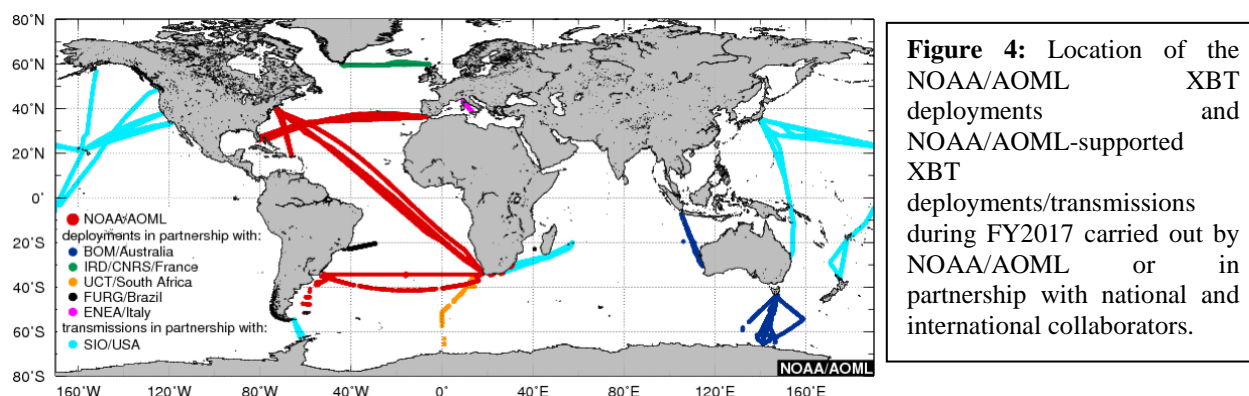 80°N
60°N
40°N
20°N
0°
20°S
40°S
60°S
80°S
NOAA/AOML
deployments in partnership with:
BOM/Australia
IRD/CNRS/France
UCT/South Africa
FURG/Brazil
ENEA/Italy
transmissions in partnership with:
SIO/USA
NOAA/AOML
160°W
120°W
80°W
40°W
0°
40°E
80°E
120°E
160°E
Figure 4: Location of the
NOAA/AOML XBT
deployments and
NOAA/AOML-supported
XBT
deployments/transmissions
during FY2017 carried out by
NOAA/AOML or in
partnership with national and
international collaborators.